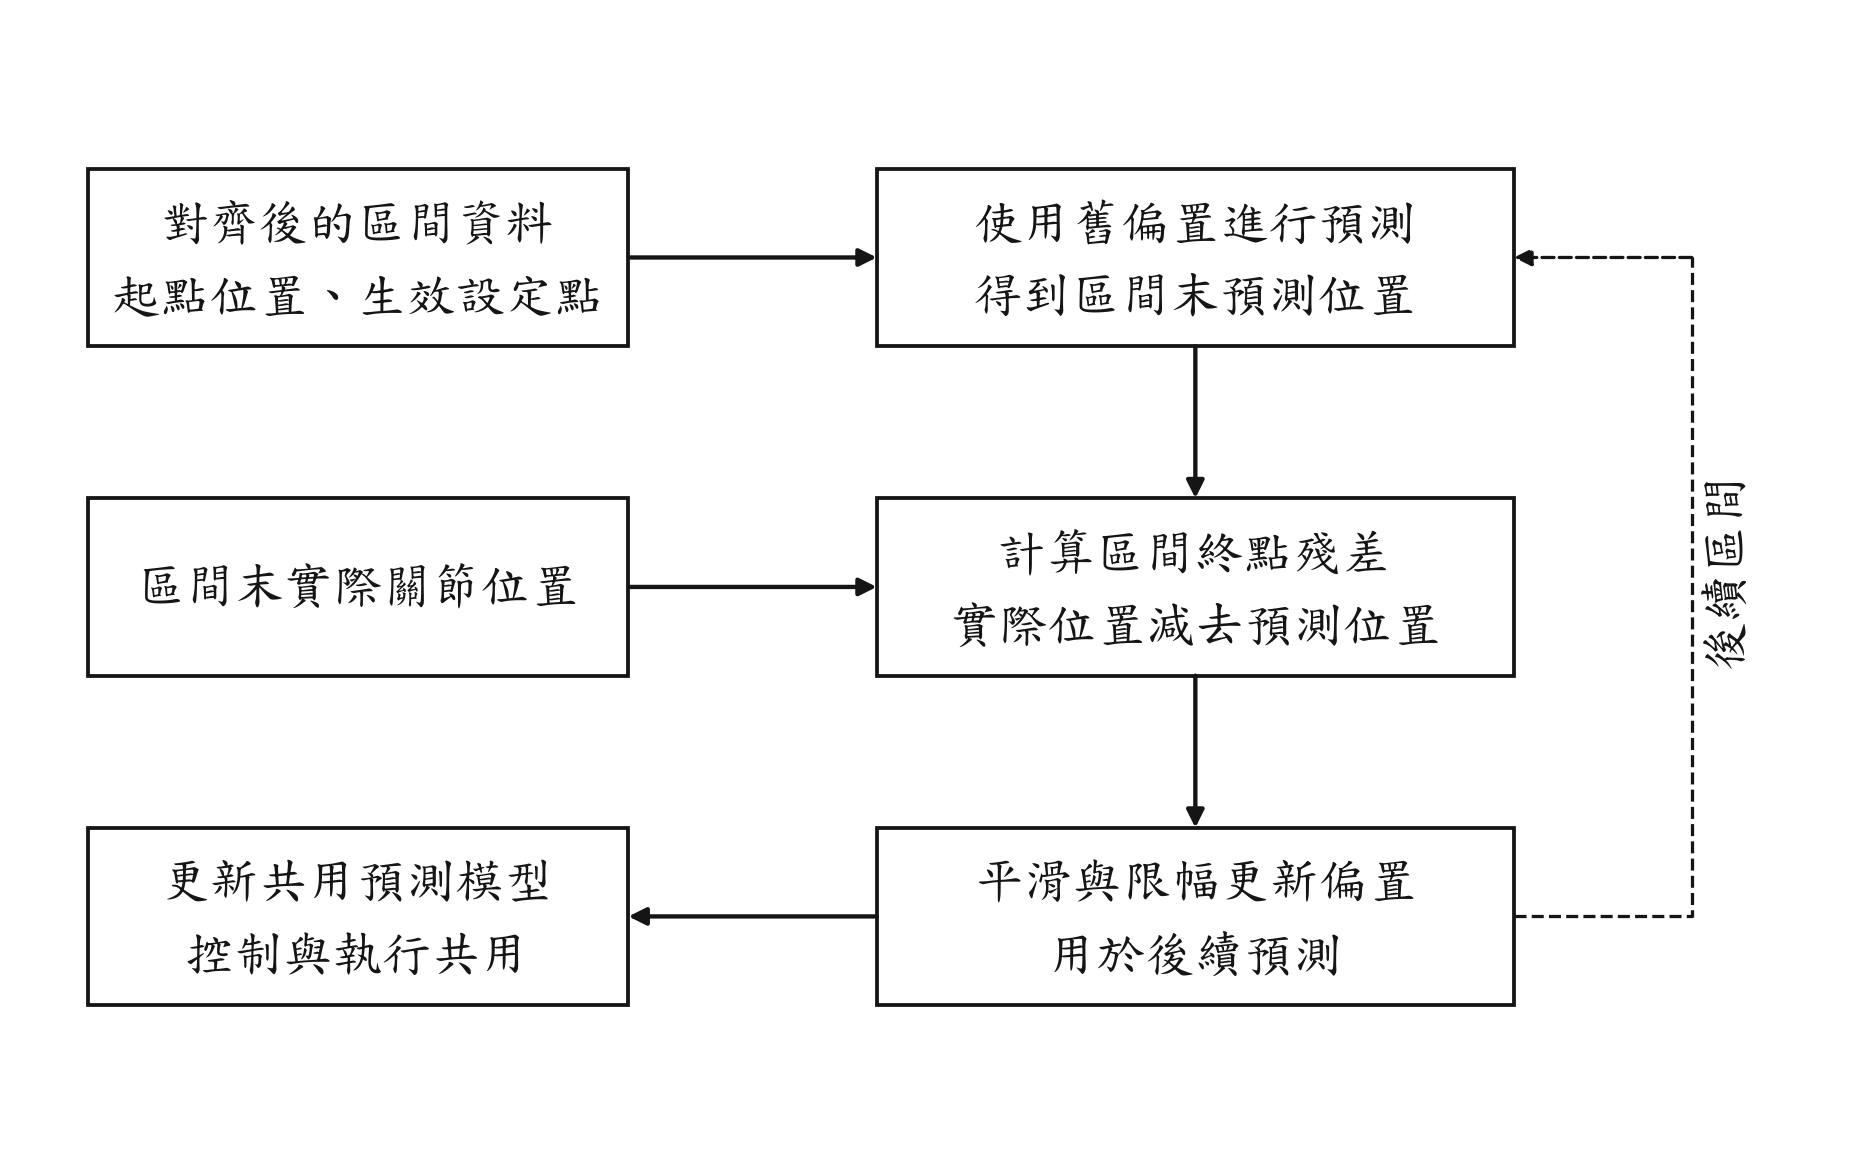 對齊後的區間資料
起點位置、生效設定點
使用舊偏置進行預測
得到區間末預測位置
區間末實際關節位置
計算區間終點殘差
實際位置減去預測位置
後續區間
更新共用預測模型
控制與執行共用
平滑與限幅更新偏置
用於後續預測